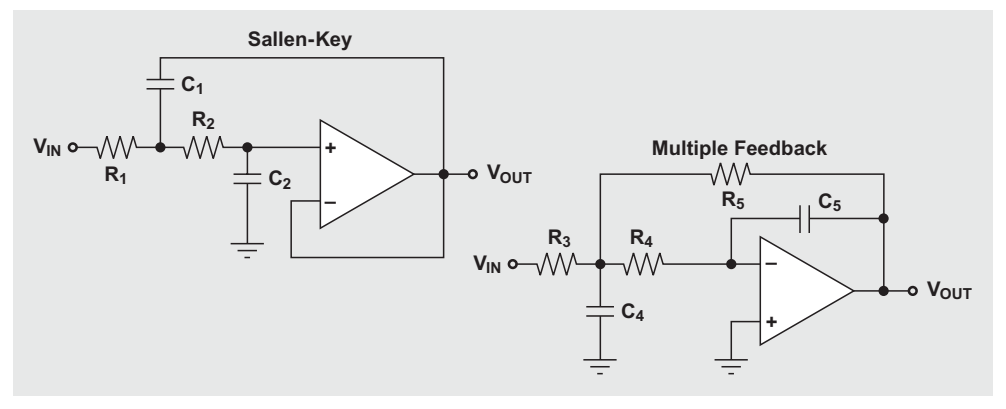 Sallen-Key
C1
R2
VIN
R1
+
C2
−
VOUT
Multiple Feedback
R5
C5
R3
R4
VIN
−
C4
+
VOUT